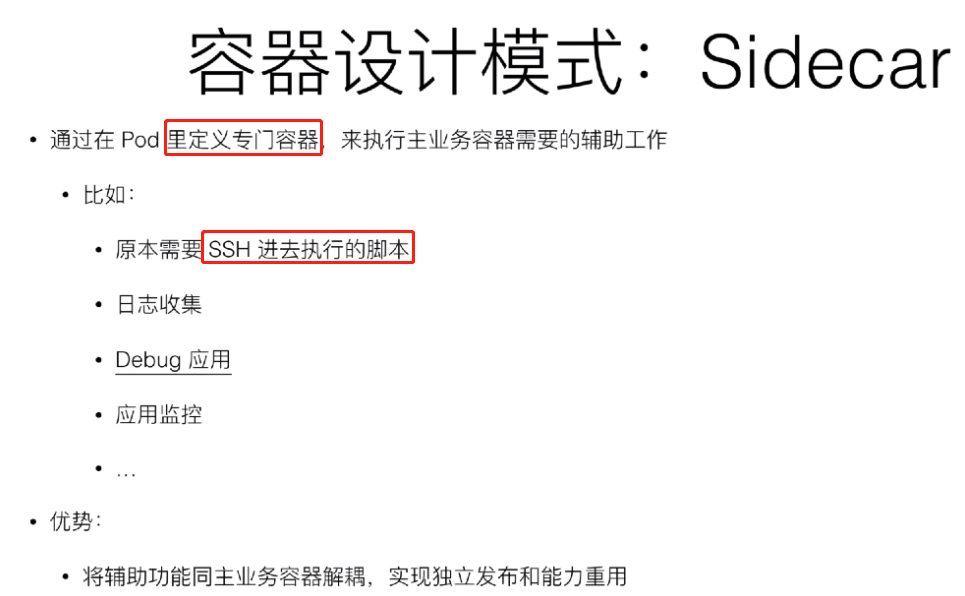 容器设计模式：Sidecar
• 通过在 Pod 里定义专门容器，来执行主业务容器需要的辅助工作
• 比如：
• 原本需要 SSH 进去执行的脚本
• 日志收集
• Debug 应用
• 应用监控
• …
• 优势：
• 将辅助功能同主业务容器解耦，实现独立发布和能力重用